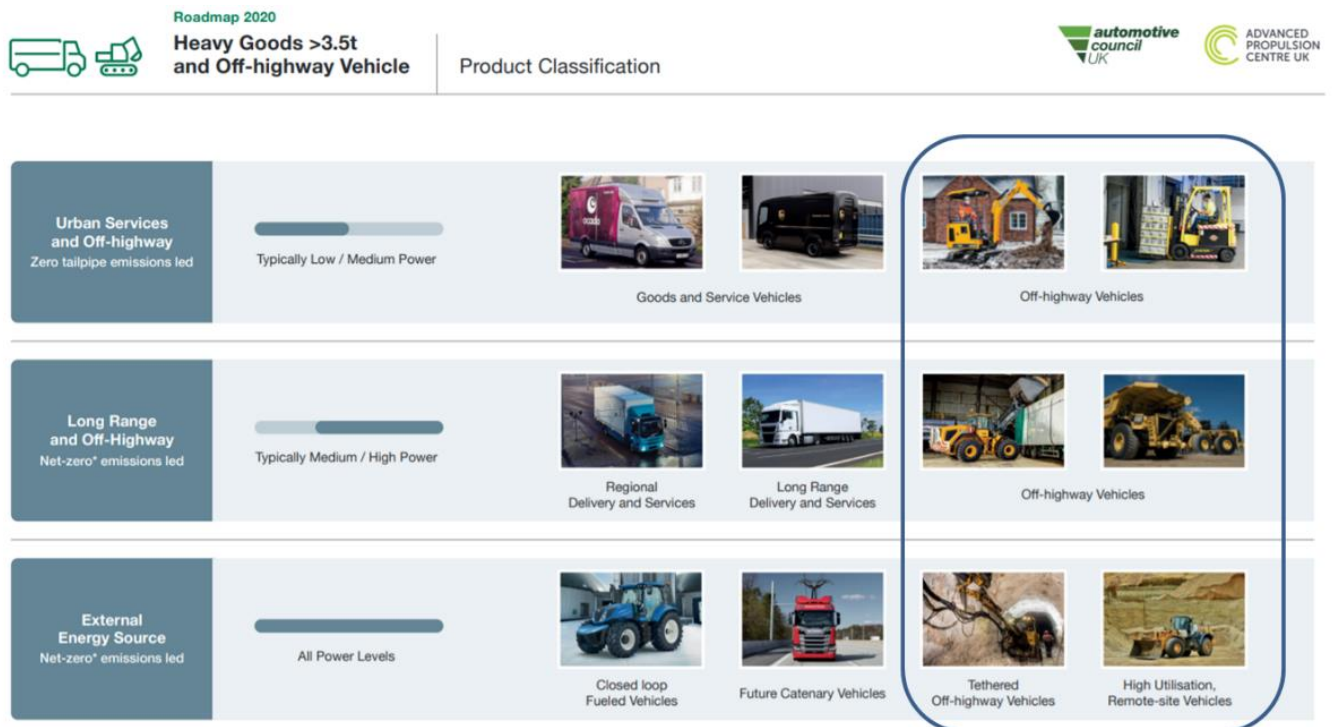 Roadmap 2020
Heavy Goods >3.5t
and Off-highway Vehicle
Product Classification
automotive
council
UK
ADVANCED
PROPULSION
CENTRE UK
Urban Services
and Off-highway
Zero tailpipe emissions led
Typically Low / Medium Power
ocado
Goods and Service Vehicles
Off-highway Vehicles
Long Range
and Off-Highway
Net-zero* emissions led
Typically Medium / High Power
Regional
Delivery and Services
Long Range
Delivery and Services
Off-highway Vehicles
External
Energy Source
Net-zero* emissions led
All Power Levels
Closed loop
Fueled Vehicles
Future Catenary Vehicles
Tethered
Off-highway Vehicles
High Utilisation,
Remote-site Vehicles